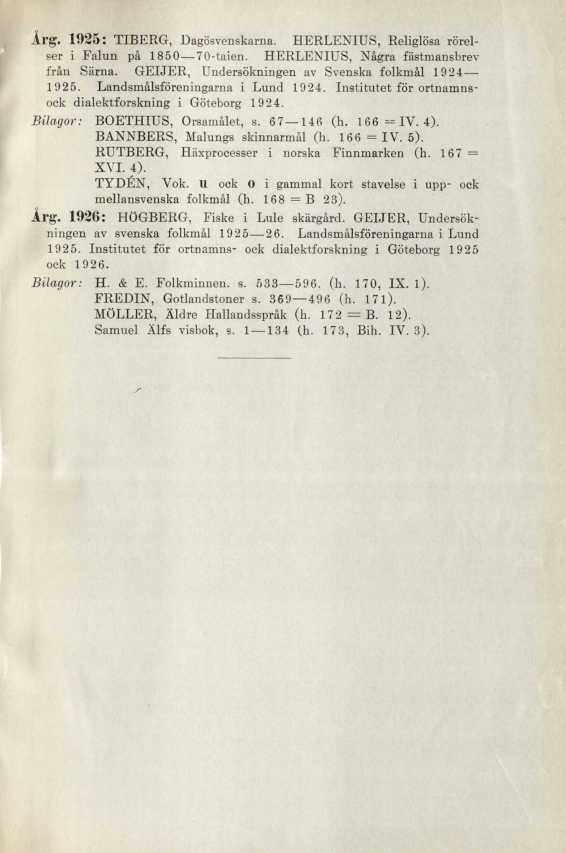 Årg. 1925: TIBERG, Dagösvenskarna. HERLENIUS, Religlösa rörel-
ser i Falun på 1850—70-taien. HERLENIUS, Några fästmansbrev
från Särna. GEIJER, Undersökningen av Svenska folkmål 1924—
1925. Landsmålsföreningarna i Lund 1924. Institutet för ortnamns-
ock dialektforskning i Göteborg 1924.
Bilagor: BOETHIUS, Orsamålet, s. 67—146 (h. 166 = IV. 4).
BANNBERS, Malungs skinnarmål (h. 166 = IV. 5).
RUTBERG, Häxprocesser i norska Finnmarken (h. 167 =
XVI. 4).
TYDÉN, Vok. u ock o i gammal kort stavelse i upp- ock
mellansvenska folkmål (h. 168 = B 23).
Årg. 1926: HÖGBERG, Fiske i Lule skärgård. GEIJER, Undersök-
ningen av svenska folkmål 1925—26. Landsmålsföreningarna i Lund
1925. Institutet för ortnamns- ock dialektforskning i Göteborg 1925
ock 1926.
Bilagor: H. & E. Folkminnen. s. 533—596. (h. 170, IX. 1).
FREDIN, Gotlandstoner s. 369—496 (h. 171).
MÖLLER, Äldre Hallandsspråk (h. 172 = B. 12).
Samuel Älfs visbok, s. 1—134 (h. 173, Bih. IV. 3).